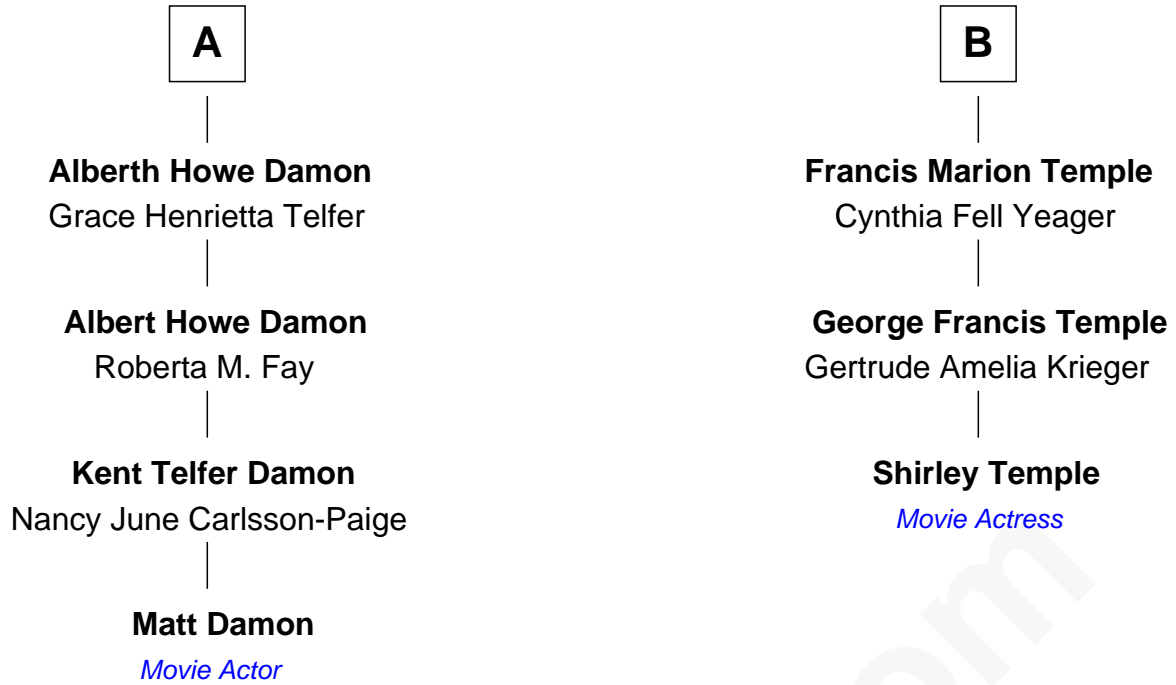 A
Alberth Howe Damon
Grace Henrietta Telfer
Albert Howe Damon
Roberta M. Fay
Kent Telfer Damon
Nancy June Carlsson-Paige
Matt Damon
Movie Actor
B
Francis Marion Temple
Cynthia Fell Yeager
George Francis Temple
Gertrude Amelia Krieger
Shirley Temple
Movie Actress
om